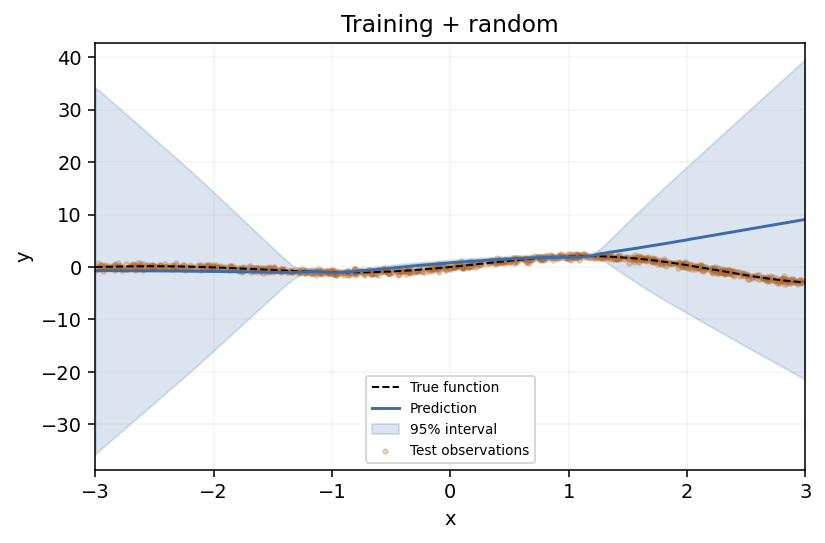 Training + random
40
30
20
10
0
−10
−20
−30
y
−3
−2
−1
0
1
2
3
x
True function
Prediction
95% interval
Test observations